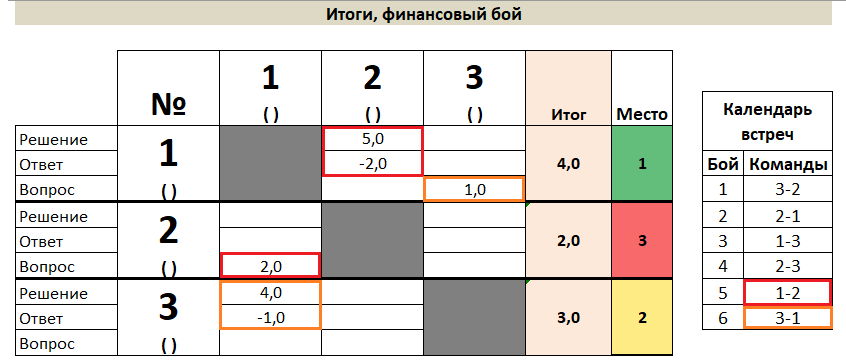 Итоги, финансовый бой
№ 1 2 3
( ) ( ) ( ) Итог Место
Решение 5,0
Ответ 1 -2,0 4,0 1
Вопрос ( ) 1,0
Решение
Ответ 2 2,0 3
Вопрос ( ) 2,0
Решение 4,0
Ответ 3 -1,0 3,0 2
Вопрос ( )
Календарь
встреч
Бой Команды
1 3-2
2 2-1
3 1-3
4 2-3
5 1-2
6 3-1